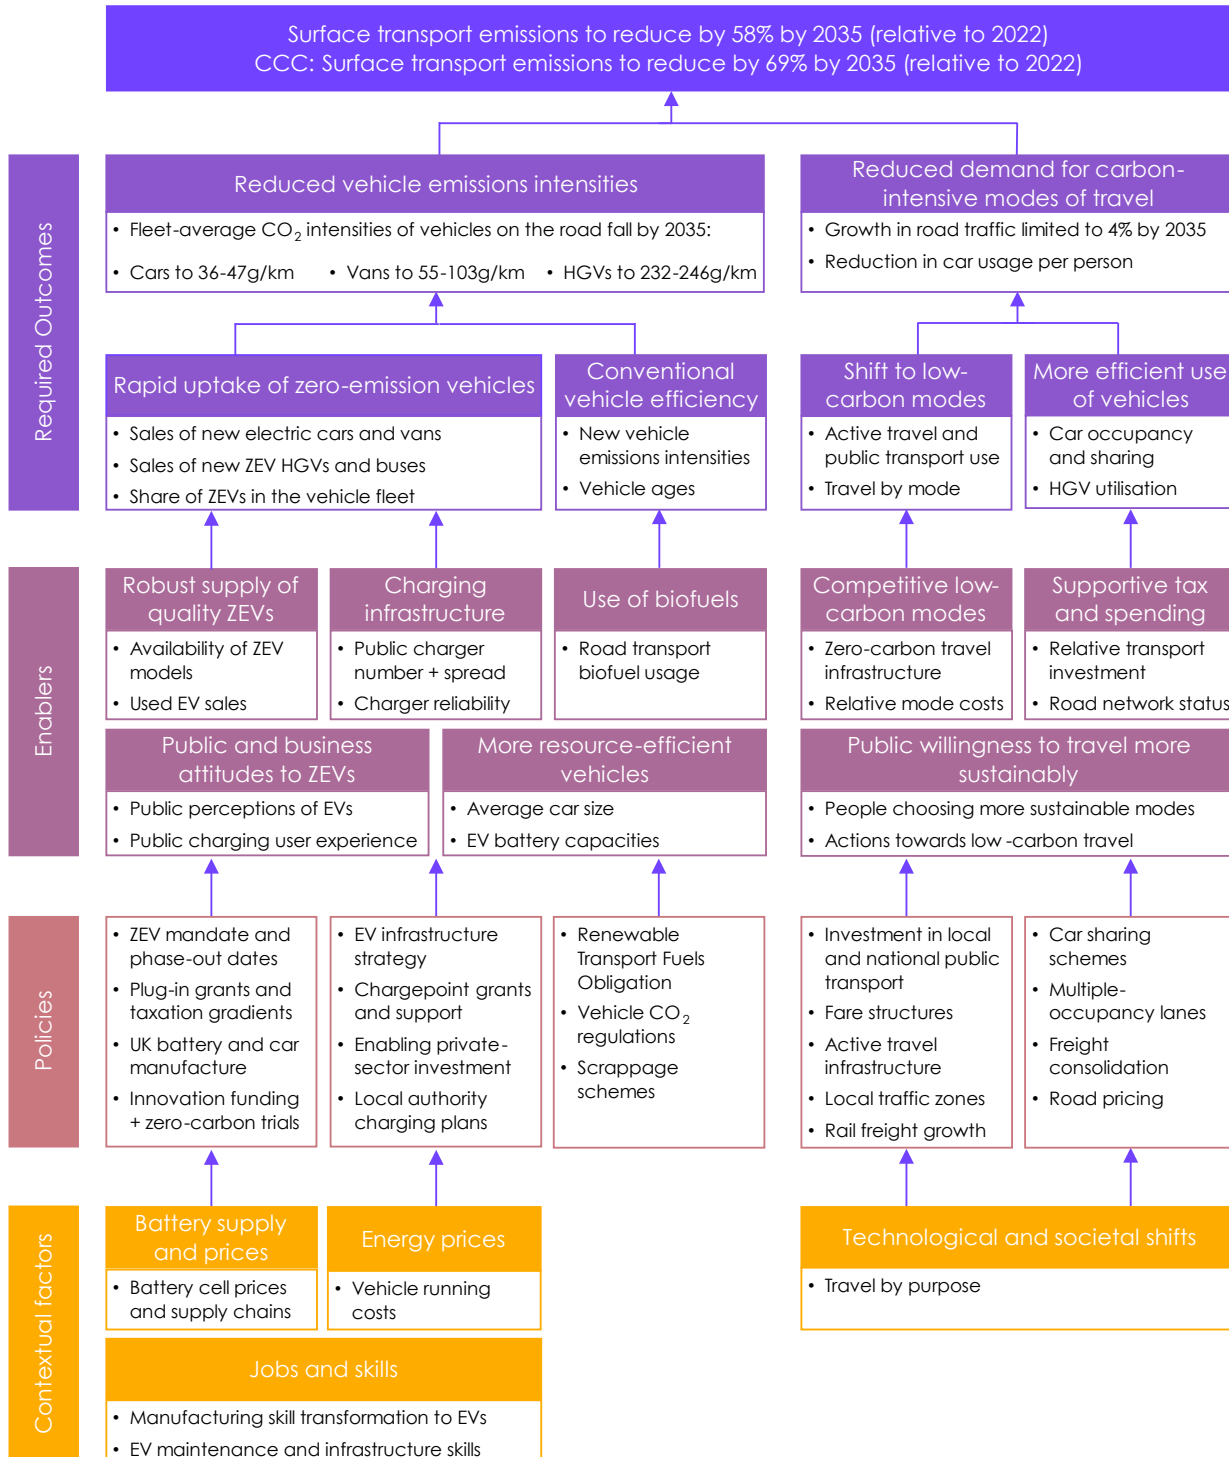 Surface transport emissions to reduce by 58% by 2035 (relative to 2022)
CCC: Surface transport emissions to reduce by 69% by 2035 (relative to 2022)
Required Outcomes
Reduced vehicle emissions intensities
• Fleet-average CO₂ intensities of vehicles on the road fall by 2035:
• Cars to 36-47g/km • Vans to 55-103g/km • HGVs to 232-246g/km
Reduced demand for carbon-
intensive modes of travel
• Growth in road traffic limited to 4% by 2035
• Reduction in car usage per person
Rapid uptake of zero-emission vehicles
• Sales of new electric cars and vans
• Sales of new ZEV HGVs and buses
• Share of ZEVs in the vehicle fleet
Conventional
vehicle efficiency
• New vehicle
emissions intensities
• Vehicle ages
Shift to low-
carbon modes
• Active travel and
public transport use
• Travel by mode
More efficient use
of vehicles
• Car occupancy
and sharing
• HGV utilisation
Enablers
Robust supply of
quality ZEVs
• Availability of ZEV
models
• Used EV sales
Charging
infrastructure
• Public charger
number + spread
• Charger reliability
Use of biofuels
• Road transport
biofuel usage
Competitive low-
carbon modes
• Zero-carbon travel
infrastructure
• Relative mode costs
Supportive tax
and spending
• Relative transport
investment
• Road network status
Public and business
attitudes to ZEVs
• Public perceptions of EVs
• Public charging user experience
More resource-efficient
vehicles
• Average car size
• EV battery capacities
Public willingness to travel more
sustainably
• People choosing more sustainable modes
• Actions towards low-carbon travel
Policies
• ZEV mandate and
phase-out dates
• Plug-in grants and
taxation gradients
• UK battery and car
manufacture
• Innovation funding
+ zero-carbon trials
• EV infrastructure
strategy
• Chargepoint grants
and support
• Enabling private-
sector investment
• Local authority
charging plans
• Renewable
Transport Fuels
Obligation
• Vehicle CO₂
regulations
• Scrappage
schemes
• Investment in local
and national public
transport
• Fare structures
• Active travel
infrastructure
• Local traffic zones
• Rail freight growth
• Car sharing
schemes
• Multiple-
occupancy lanes
• Freight
consolidation
• Road pricing
Contextual factors
Battery supply
and prices
• Battery cell prices
and supply chains
Energy prices
• Vehicle running
costs
Technological and societal shifts
• Travel by purpose
Jobs and skills
• Manufacturing skill transformation to EVs
• EV maintenance and infrastructure skills